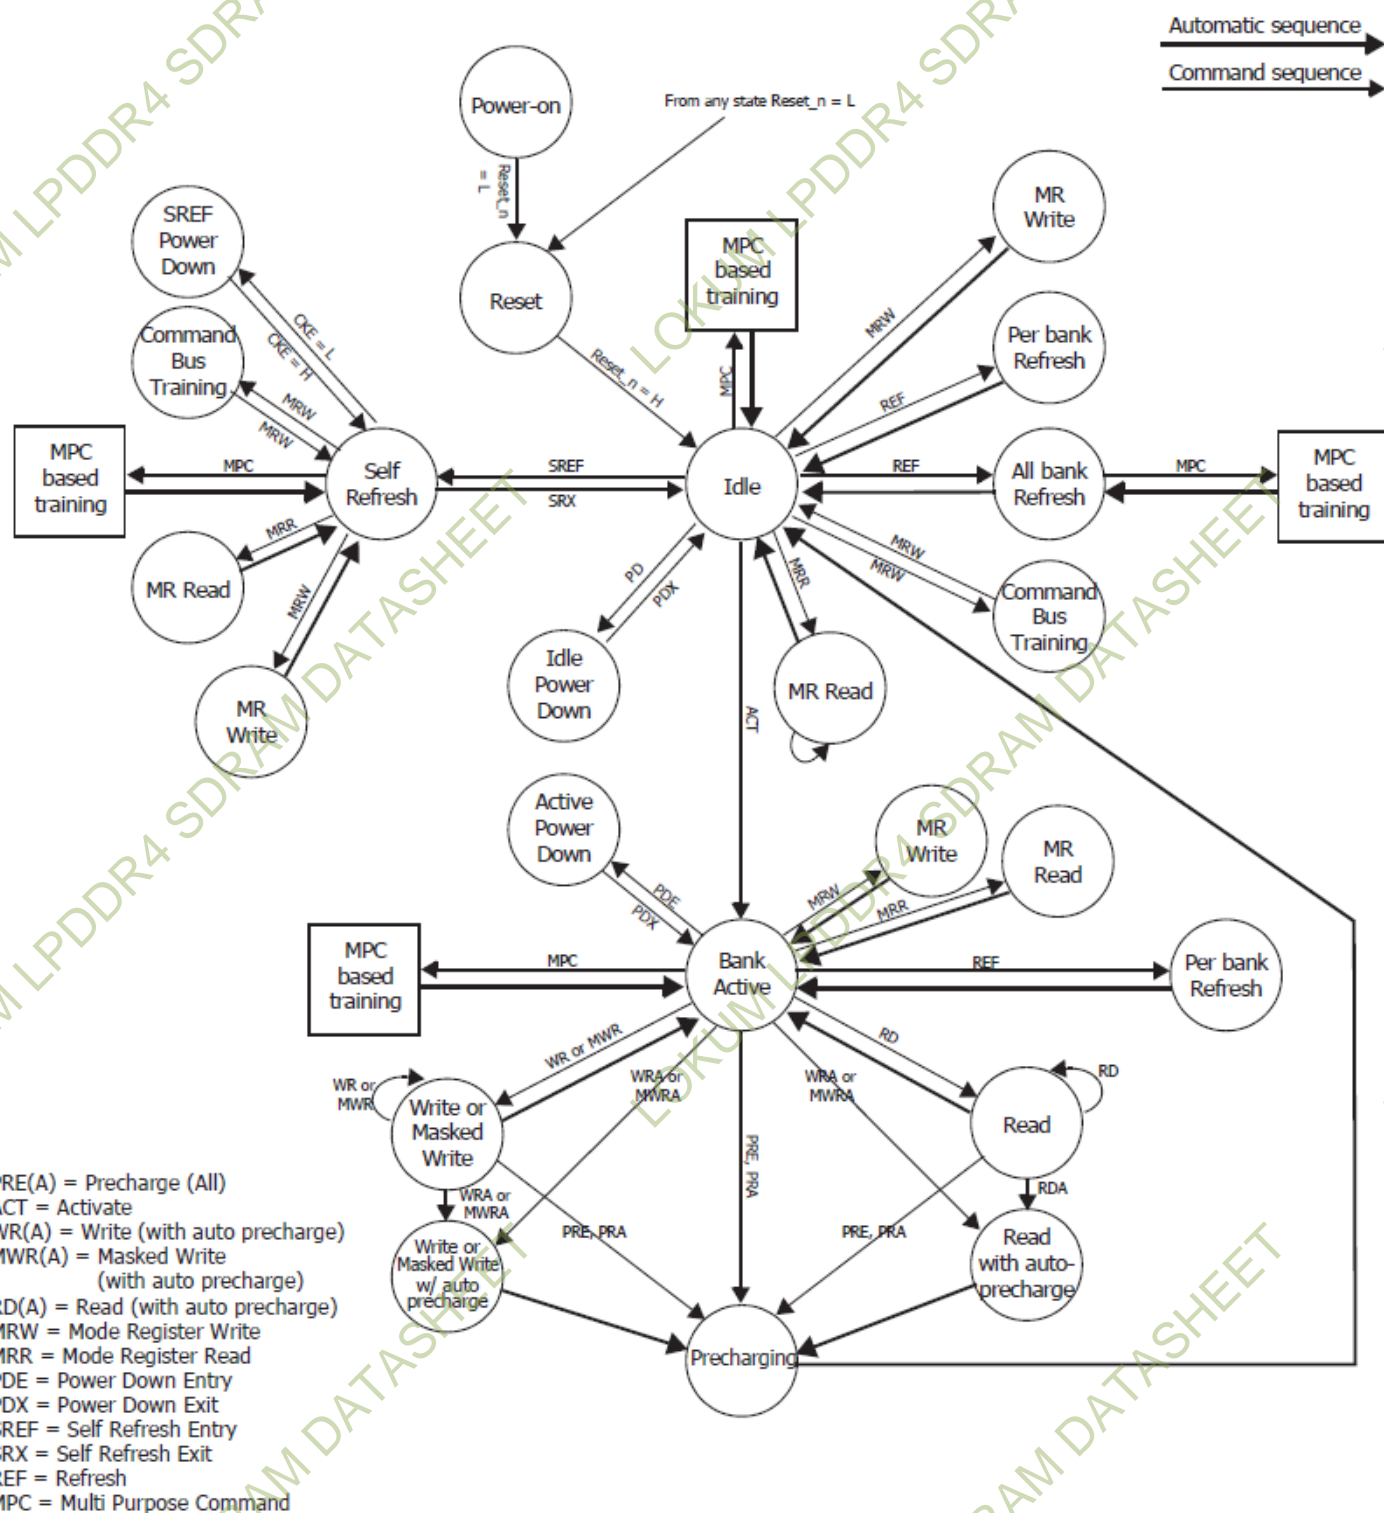 Automatic sequence
Command sequence
Power-on
From any state Reset_n = L
Reset_n
= L
Reset
Reset_n = H
SREF
Power
Down
CKE = L
CKE = H
Command
Bus
Training
MRW
MRW
MPC
based
training
MPC
Self
Refresh
MRR
MR Read
MRW
MR
Write
SREF
SRX
MPC
based
training
MPC
Idle
MRW
MR
Write
REF
Per bank
Refresh
REF
All bank
Refresh
MPC
MPC
based
training
MRW
MRW
Command
Bus
Training
PD
PDX
Idle
Power
Down
MRR
MR Read
ACT
Active
Power
Down
PDE
PDX
MRW
MR
Write
MRR
MR
Read
MPC
based
training
MPC
Bank
Active
REF
Per bank
Refresh
WR or MWR
WR or
MWR
Write or
Masked
Write
WRA or
MWRA
WRA or
MWRA
RD
RD
Read
WRA or
MWRA
Write or
Masked Write
w/ auto
precharge
PRE, PRA
PRE, PRA
PRE, PRA
RDA
Read
with auto-
precharge
Precharging
PRE(A) = Precharge (All)
ACT = Activate
WR(A) = Write (with auto precharge)
MWR(A) = Masked Write
(with auto precharge)
RD(A) = Read (with auto precharge)
MRW = Mode Register Write
MRR = Mode Register Read
PDE = Power Down Entry
PDX = Power Down Exit
SREF = Self Refresh Entry
SRX = Self Refresh Exit
REF = Refresh
MPC = Multi Purpose Command
LOKUM LPDDR4 SDRAM DATASHEET